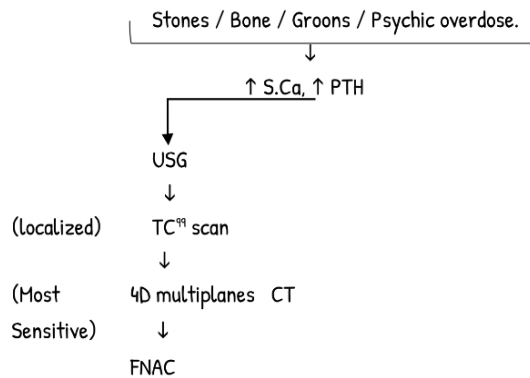 Stones / Bone / Groons / Psychic overdose.
↓
↑ S.Ca, ↑ PTH
USG
↓
(localized) TC⁹⁹ scan
↓
(Most 4D multiplanes CT
Sensitive) ↓
FNAC